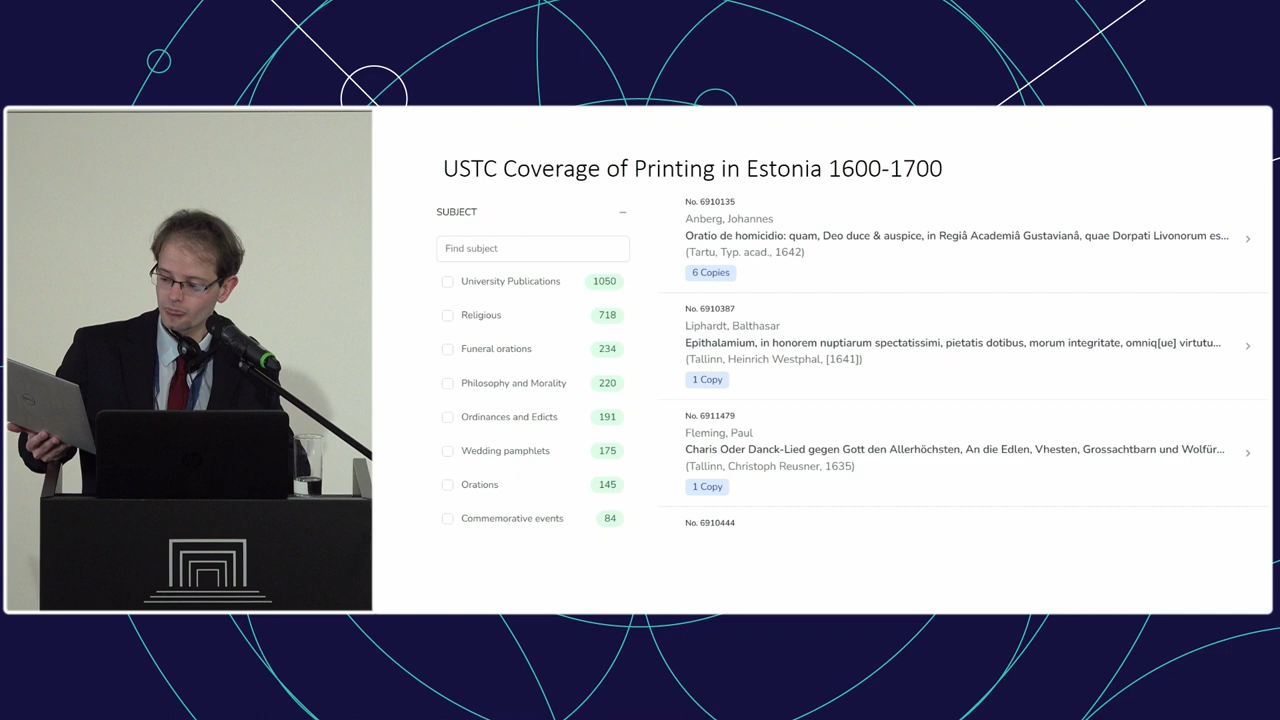 USTC Coverage of Printing in Estonia 1600-1700
SUBJECT
Find subject
University Publications 1050
Religious 718
Funeral orations 234
Philosophy and Morality 220
Ordinances and Edicts 191
Wedding pamphlets 175
Orations 145
Commemorative events 84
No. 6910135
Anberg, Johannes
Oratio de homicidio: quam, Deo duce & auspice, in Regiâ Academiâ Gustavianâ, quae Dorpati Livonorum es...
(Tartu, Typ. acad., 1642)
6 Copies
No. 6910387
Liphardt, Balthasar
Epithalamium, in honorem nuptiarum spectatissimi, pietatis dotibus, morum integritate, omniq[ue] virtutu...
(Tallinn, Heinrich Westphal, [1641])
1 Copy
No. 6911479
Fleming, Paul
Charis Oder Danck-Lied gegen Gott den Allerhöchsten, An die Edlen, Vhesten, Grossachtbarn und Wolfür...
(Tallinn, Christoph Reusner, 1635)
1 Copy
No. 6910444